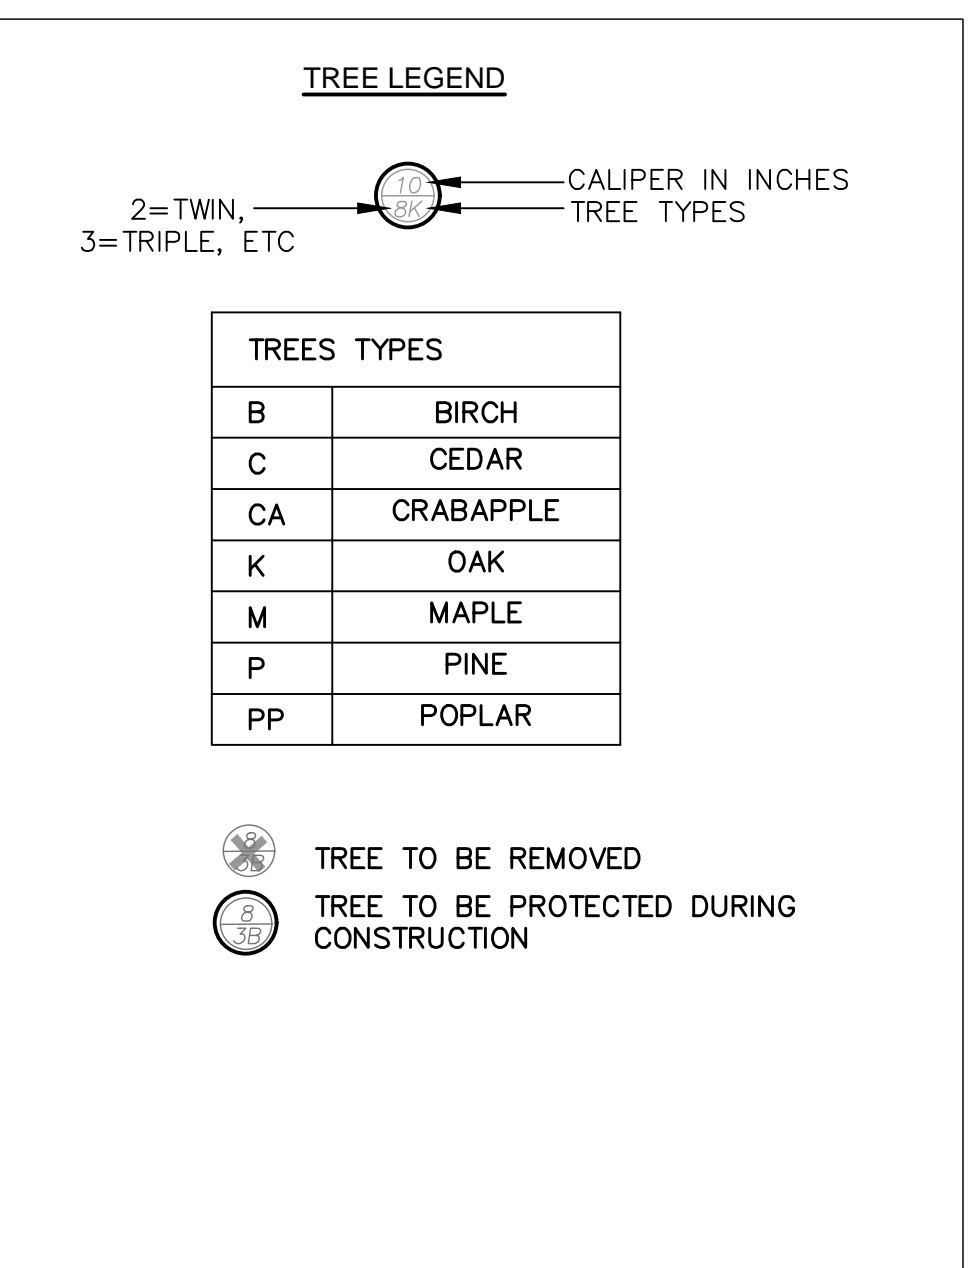 TREE LEGEND
10
8K
CALIPER IN INCHES
TREE TYPES
2=TWIN,
3=TRIPLE, ETC
TREES TYPES
B BIRCH
C CEDAR
CA CRABAPPLE
K OAK
M MAPLE
P PINE
PP POPLAR
8
3B
TREE TO BE REMOVED
8
3B
TREE TO BE PROTECTED DURING
CONSTRUCTION